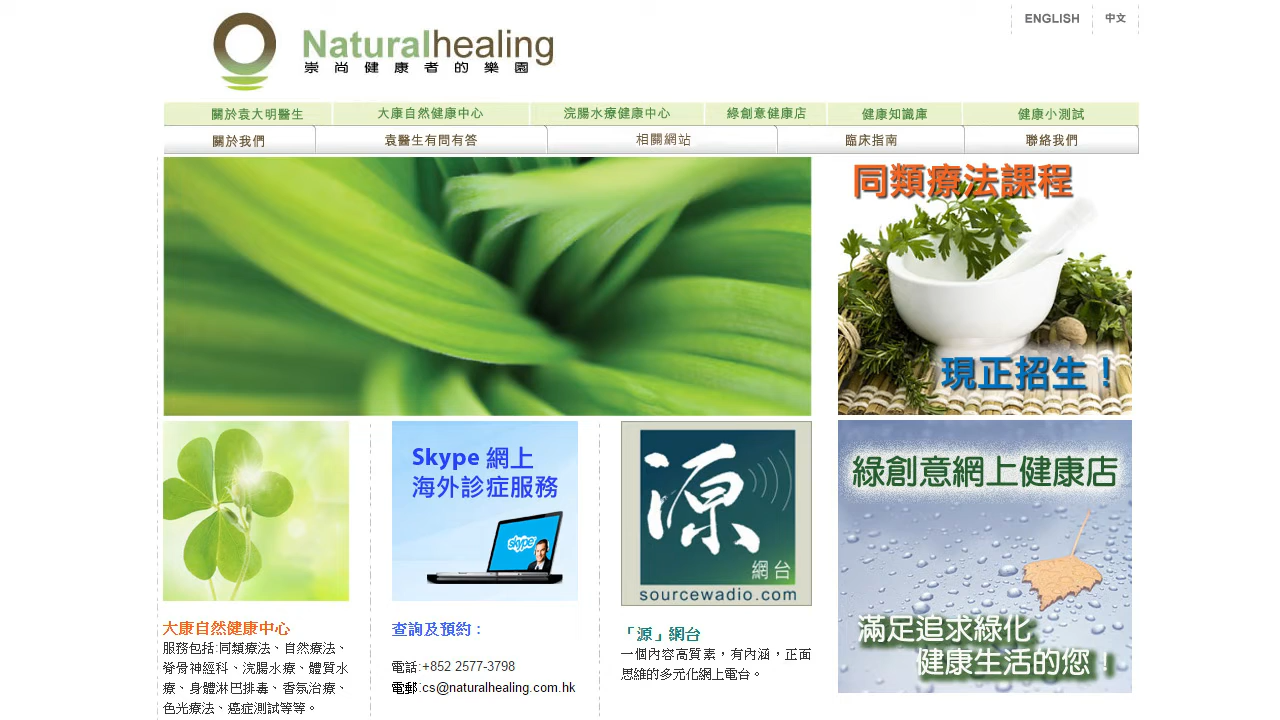 ENGLISH 中文
Naturalhealing
崇尚健康者的樂園
關於袁大明醫生 大康自然健康中心 浣腸水療健康中心 綠創意健康店 健康知識庫 健康小測試
關於我們 袁醫生有問有答 相關網站 臨床指南 聯絡我們
同類療法課程
現正招生！
Skype 網上
海外診症服務
skype
源
網台
sourcewadio.com
綠創意網上健康店
滿足追求綠化
健康生活的您！
大康自然健康中心
服務包括:同類療法、自然療法、
脊骨神經科、浣腸水療、體質水
療、身體淋巴排毒、香氛治療、
色光療法、癌症測試等等。
查詢及預約：
電話:+852 2577-3798
電郵:cs@naturalhealing.com.hk
「源」網台
一個內容高質素，有內涵，正面
思維的多元化網上電台。